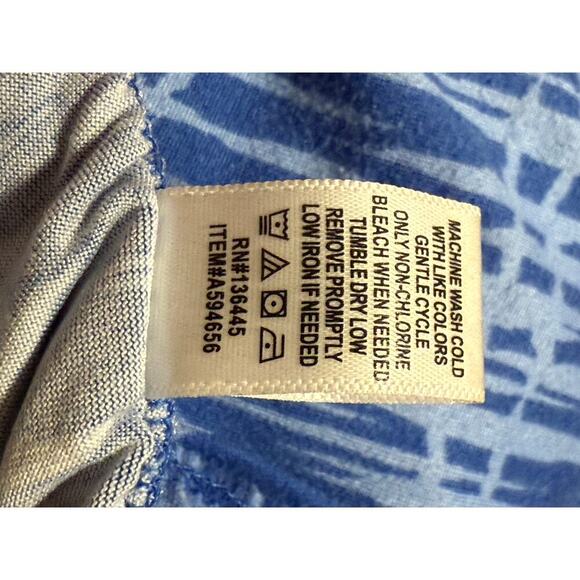 MACHINE WASH COLD
WITH LIKE COLORS
GENTLE CYCLE
ONLY NON-CHLORINE
BLEACH WHEN NEEDED
TUMBLE DRY LOW
REMOVE PROMPTLY
LOW IRON IF NEEDED
RN#136445
ITEM#A594656